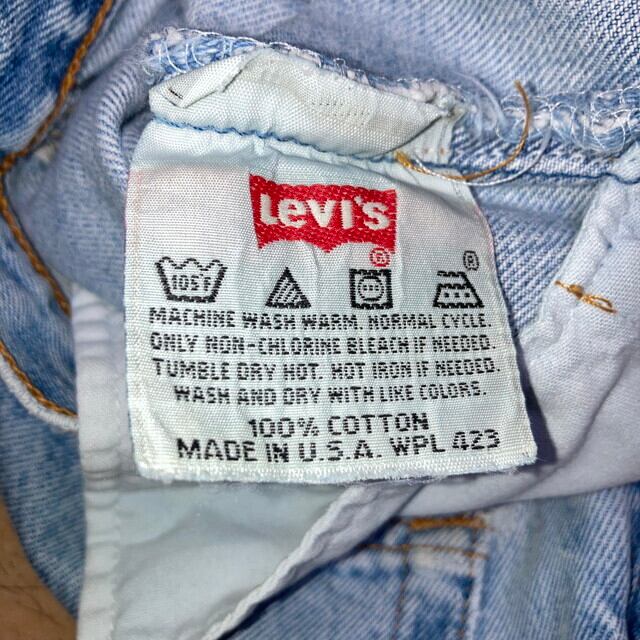 Levi's
®
®
105F
MACHINE WASH WARM. NORMAL CYCLE.
ONLY NON-CHLORINE BLEACH IF NEEDED.
TUMBLE DRY HOT. HOT IRON IF NEEDED.
WASH AND DRY WITH LIKE COLORS.
100% COTTON
MADE IN U.S.A. WPL 423